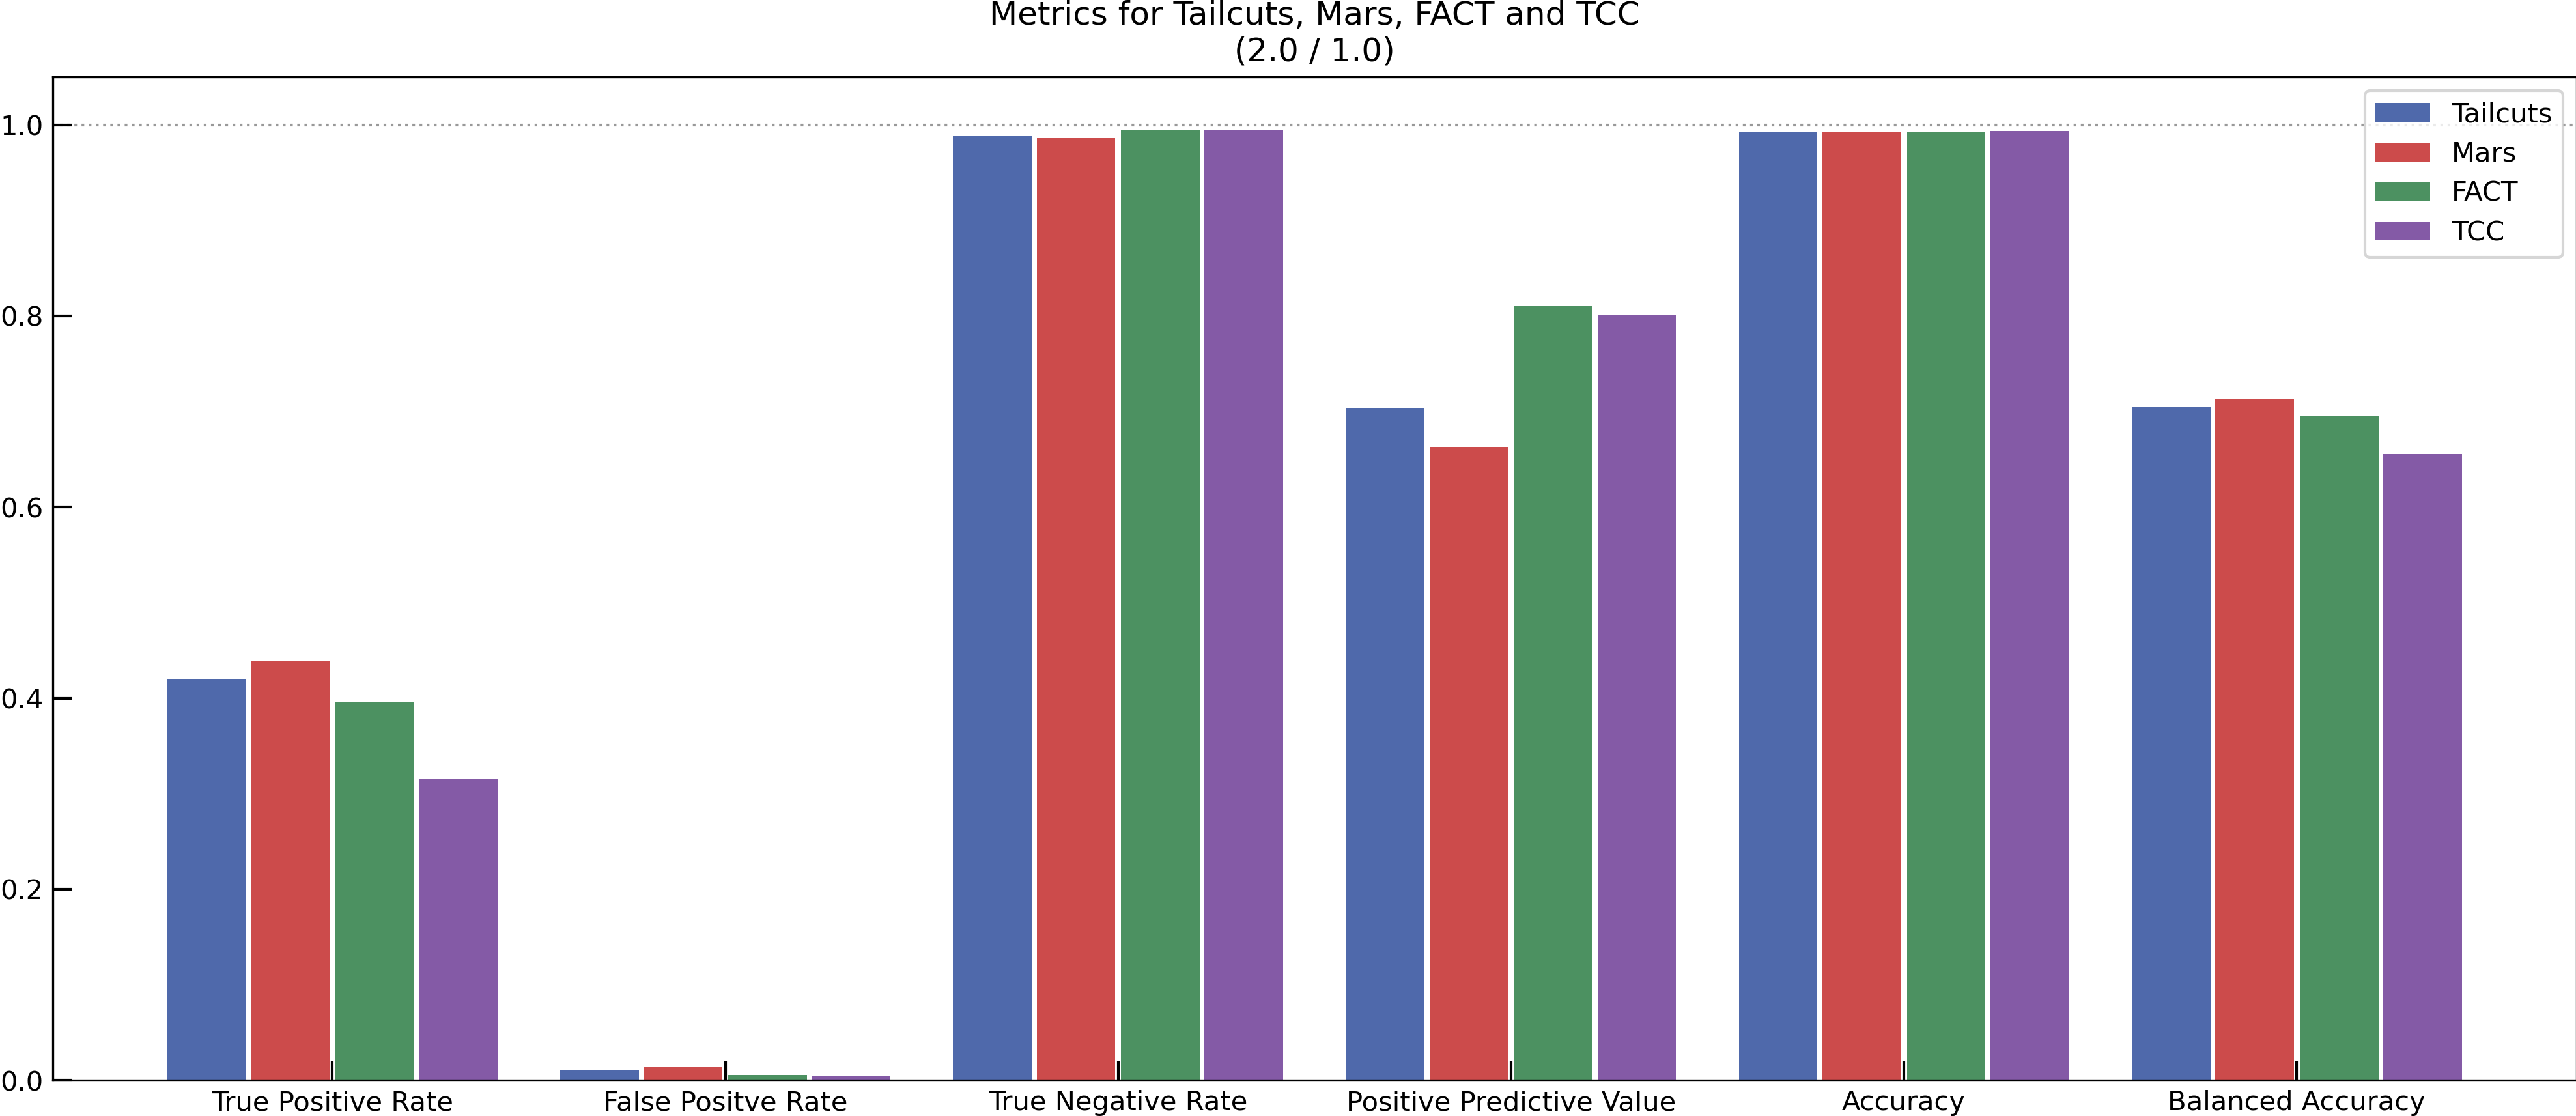 Metrics for Tailcuts, Mars, FACT and TCC
(2.0 / 1.0)
1.0
0.8
0.6
0.4
0.2
0.0
Tailcuts
Mars
FACT
TCC
True Positive Rate
False Positve Rate
True Negative Rate
Positive Predictive Value
Accuracy
Balanced Accuracy